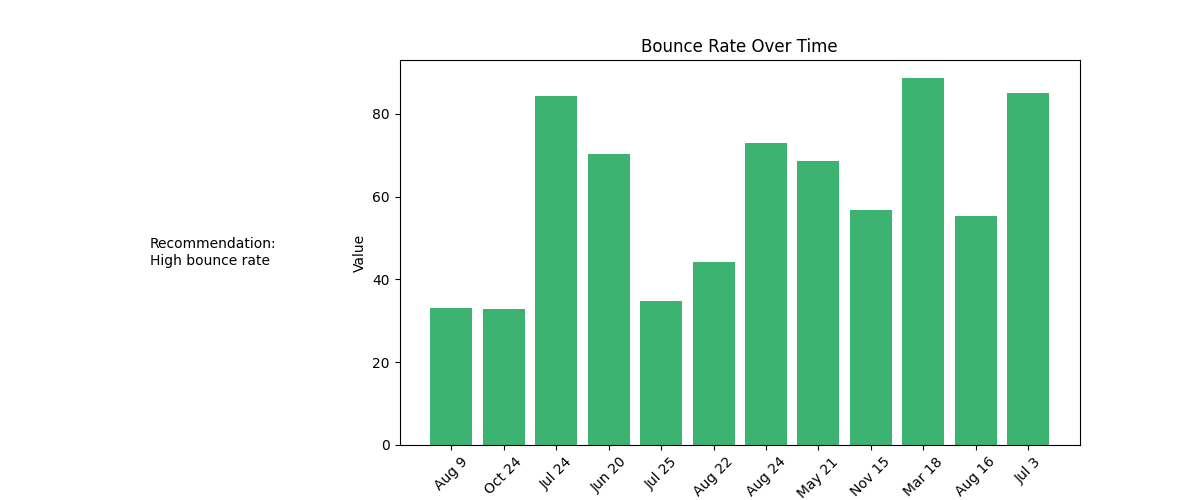 Bounce Rate Over Time
Recommendation:
High bounce rate
Value
80
60
40
20
0
Aug 9
Oct 24
Jul 24
Jun 20
Jul 25
Aug 22
Aug 24
May 21
Nov 15
Mar 18
Aug 16
Jul 3